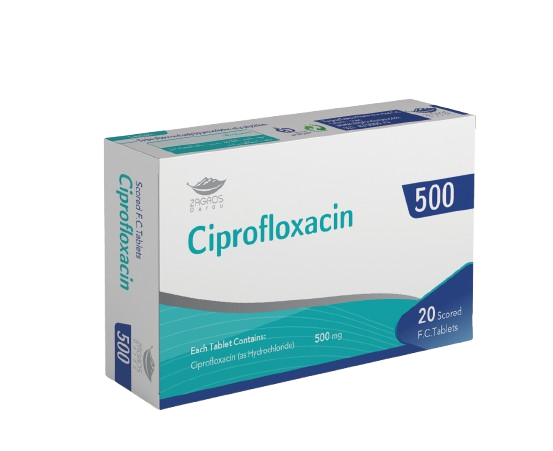 ZAGROS
DAROU
Ciprofloxacin
500
20 Scored
F.C.Tablets
Each Tablet Contains:
Ciprofloxacin (as Hydrochloride) 500 mg
Scored F.C.Tablets
Ciprofloxacin
500